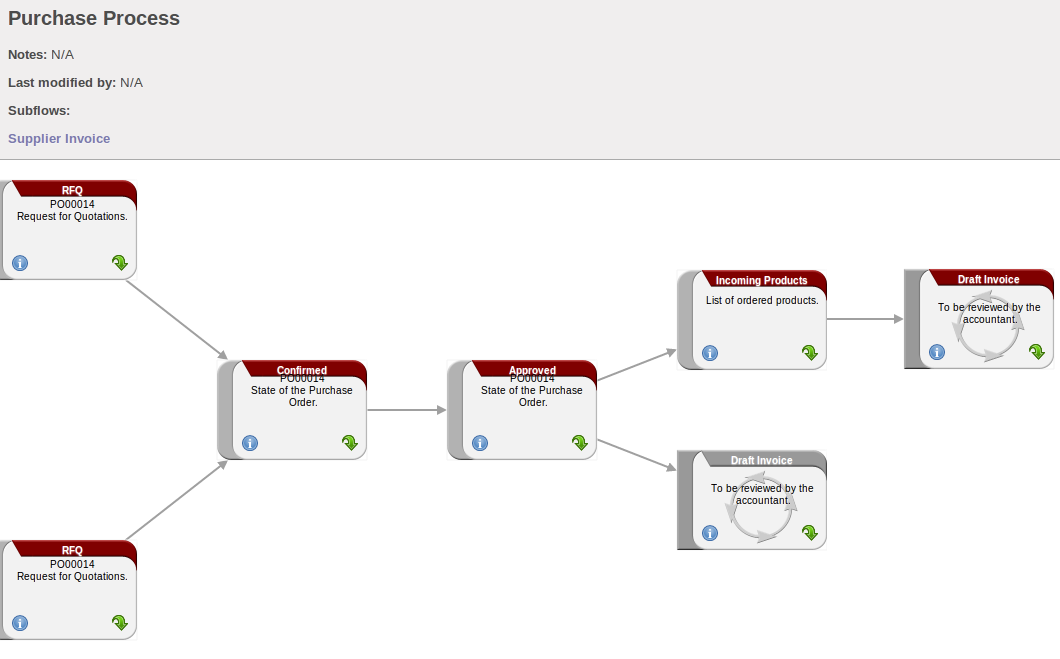 Purchase Process
Notes: N/A
Last modified by: N/A
Subflows:
Supplier Invoice
RFQ
PO00014
Request for Quotations.
RFQ
PO00014
Request for Quotations.
Confirmed
PO00014
State of the Purchase
Order.
Approved
PO00014
State of the Purchase
Order.
Incoming Products
List of ordered products.
Draft Invoice
To be reviewed by the
accountant.
Draft Invoice
To be reviewed by the
accountant.